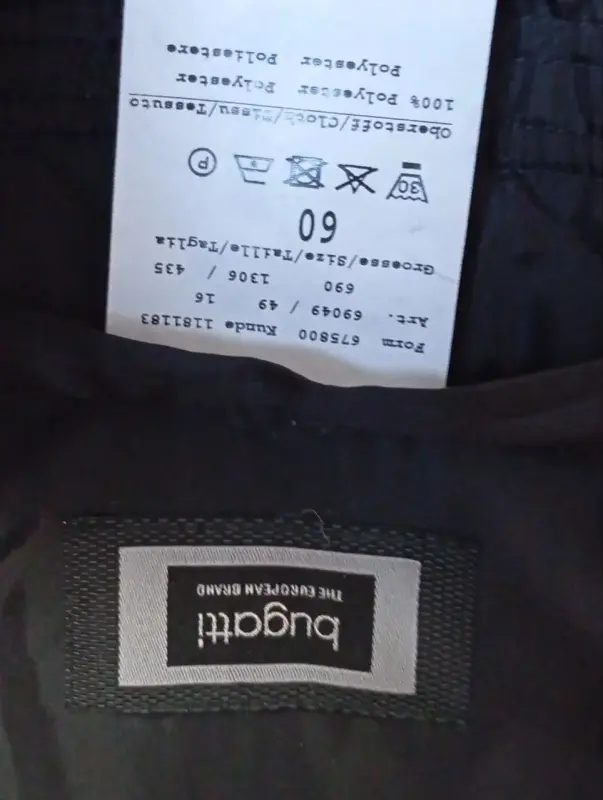 bugatti
THE EUROPEAN BRAND
Form 675800 Kunde 1181183
Art. 69049 / 49 16
690 1306 / 435
Groesse/Size/Taille/Taglia
60
30 P
Oberstoff/Cloth/Tissu/Tessuto
100% Polyester Polyester
Polyester Poliestere